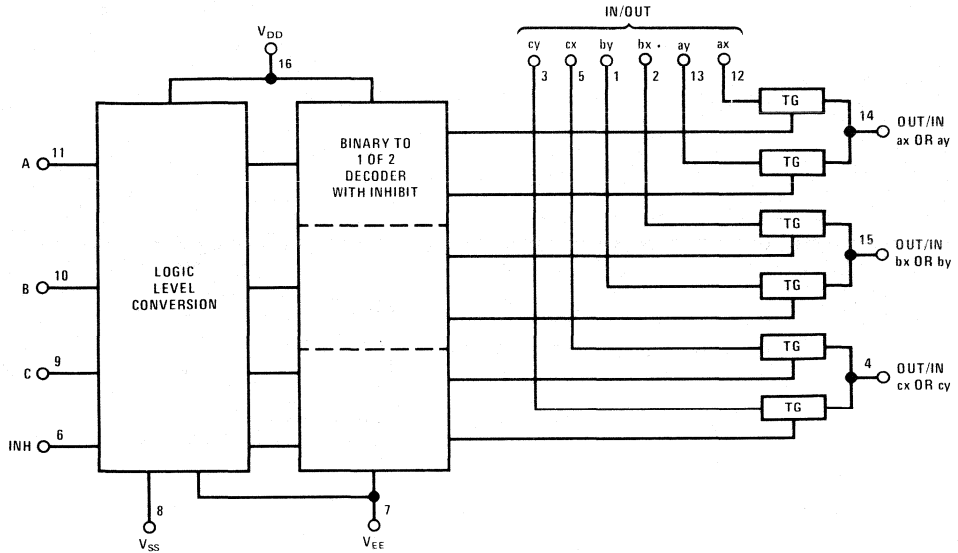 IN/OUT
cy cx by bx ay ax
3 5 1 2 13 12
VDD
16
TG
14
OUT/IN
ax OR ay
A 11
BINARY TO
1 OF 2
DECODER
WITH INHIBIT
TG
TG
15
OUT/IN
bx OR by
B 10
LOGIC
LEVEL
CONVERSION
TG
TG
C 9
4
OUT/IN
cx OR cy
TG
INH 6
8
VSS
7
VEE